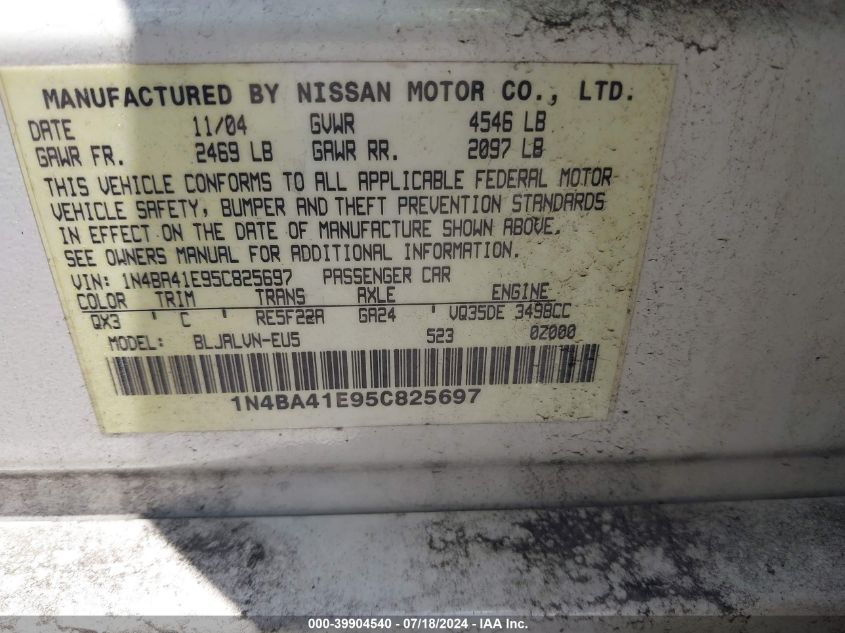 MANUFACTURED BY NISSAN MOTOR CO., LTD.
DATE 11/04 GVWR 4546 LB
GAWR FR. 2469 LB GAWR RR. 2097 LB
THIS VEHICLE CONFORMS TO ALL APPLICABLE FEDERAL MOTOR
VEHICLE SAFETY, BUMPER AND THEFT PREVENTION STANDARDS
IN EFFECT ON THE DATE OF MANUFACTURE SHOWN ABOVE.
SEE OWNERS MANUAL FOR ADDITIONAL INFORMATION.
VIN: 1N4BA41E95C825697 PASSENGER CAR
COLOR TRIM TRANS AXLE ENGINE
QX3 ' C ' RE5F22A GA24 ' VQ35DE 3498CC
MODEL: BLJALVN-EU5 523 0Z000
1N4BA41E95C825697
000-39904540 - 07/18/2024 - IAA Inc.